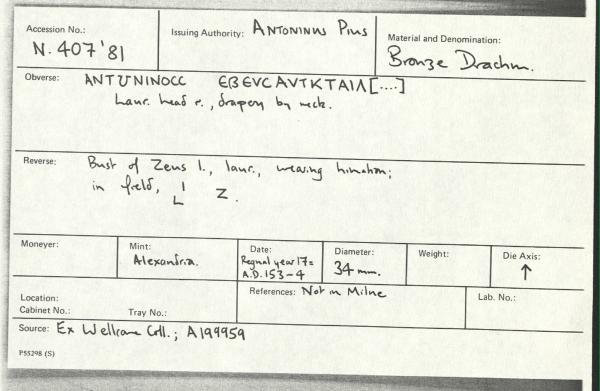 Accession No.: Issuing Authority: ANTONINUS PIUS Material and Denomination:
N. 407'81 Bronze Drachm.
Obverse: ANTUNINOCC ЄBЄVCAVTKTAIΛ[....]
Laur. head r., drapery by neck.
Reverse: Bust of Zeus l., laur., wearing himation;
in field, I Z.
L
Moneyer: Mint: Date: Diameter: Weight: Die Axis:
Alexandria. Regnal year 17 = 34 mm. ↑
A.D. 153-4
Location: References: Not in Milne Lab. No.:
Cabinet No.: Tray No.:
Source: Ex Wellcome Coll.; A199959
P55298 (S)